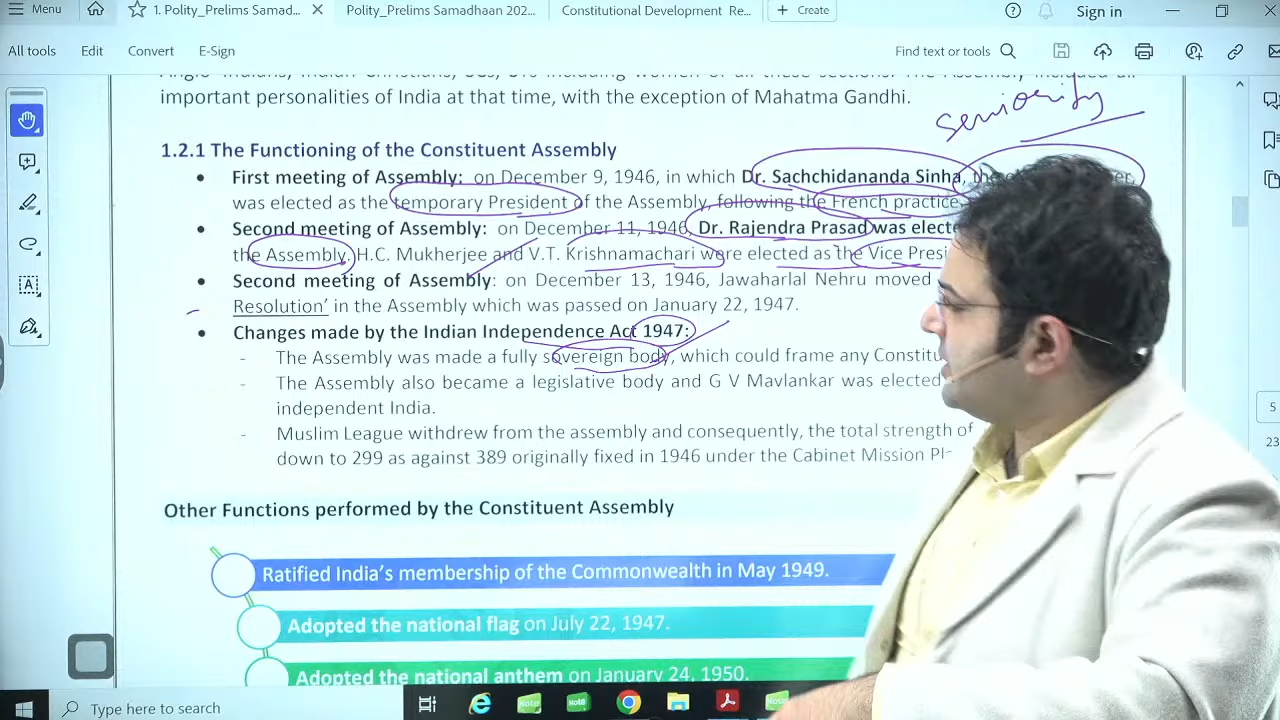 Menu
1. Polity_Prelims Samad...
Polity_Prelims Samadhaan 202...
Constitutional Development Re...
Create
Sign in
All tools
Edit
Convert
E-Sign
Find text or tools
important personalities of India at that time, with the exception of Mahatma Gandhi.
seniority
1.2.1 The Functioning of the Constituent Assembly
• First meeting of Assembly: on December 9, 1946, in which Dr. Sachchidananda Sinha,
was elected as the temporary President of the Assembly, following the French practice
• Second meeting of Assembly: on December 11, 1946, Dr. Rajendra Prasad was elect
the Assembly. H.C. Mukherjee and V.T. Krishnamachari were elected as the Vice Presi
• Second meeting of Assembly: on December 13, 1946, Jawaharlal Nehru moved
Resolution' in the Assembly which was passed on January 22, 1947.
• Changes made by the Indian Independence Act 1947:
- The Assembly was made a fully sovereign body, which could frame any Constitu
- The Assembly also became a legislative body and G V Mavlankar was elected
independent India.
- Muslim League withdrew from the assembly and consequently, the total strength of
down to 299 as against 389 originally fixed in 1946 under the Cabinet Mission Pl
Other Functions performed by the Constituent Assembly
Ratified India's membership of the Commonwealth in May 1949.
Adopted the national flag on July 22, 1947.
Adopted the national anthem on January 24, 1950.
5
23
Type here to search